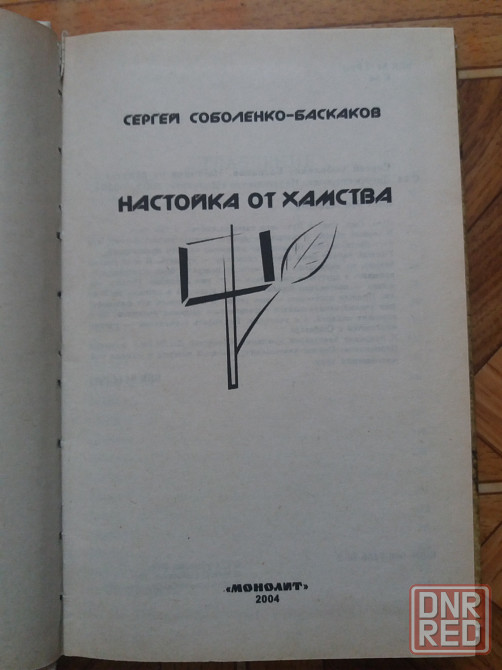 СЕРГЕЙ СОБОЛЕНКО-БАСКАКОВ
НАСТОЙКА ОТ ХАМСТВА
«МОНОЛИТ»
2004
DNR
RED